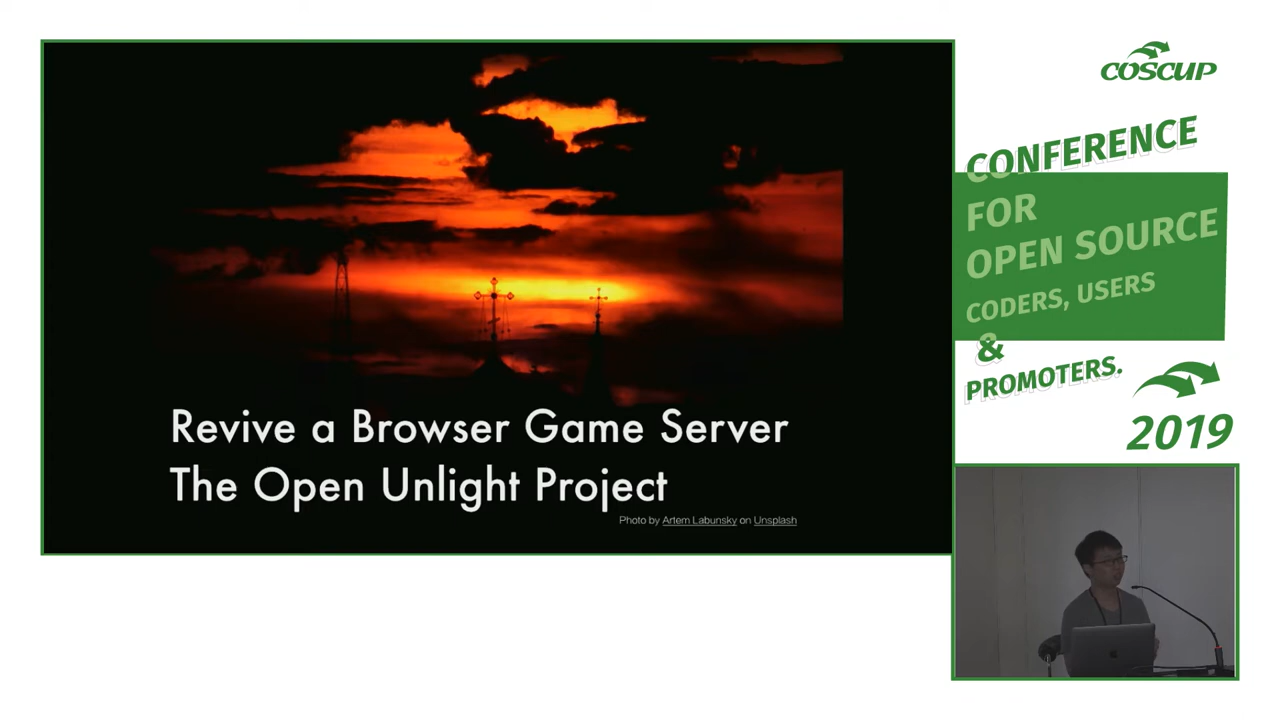 Revive a Browser Game Server
The Open Unlight Project
Photo by Artem Labunsky on Unsplash
COSCUP
CONFERENCE
FOR
OPEN SOURCE
CODERS, USERS
&
PROMOTERS.
2019